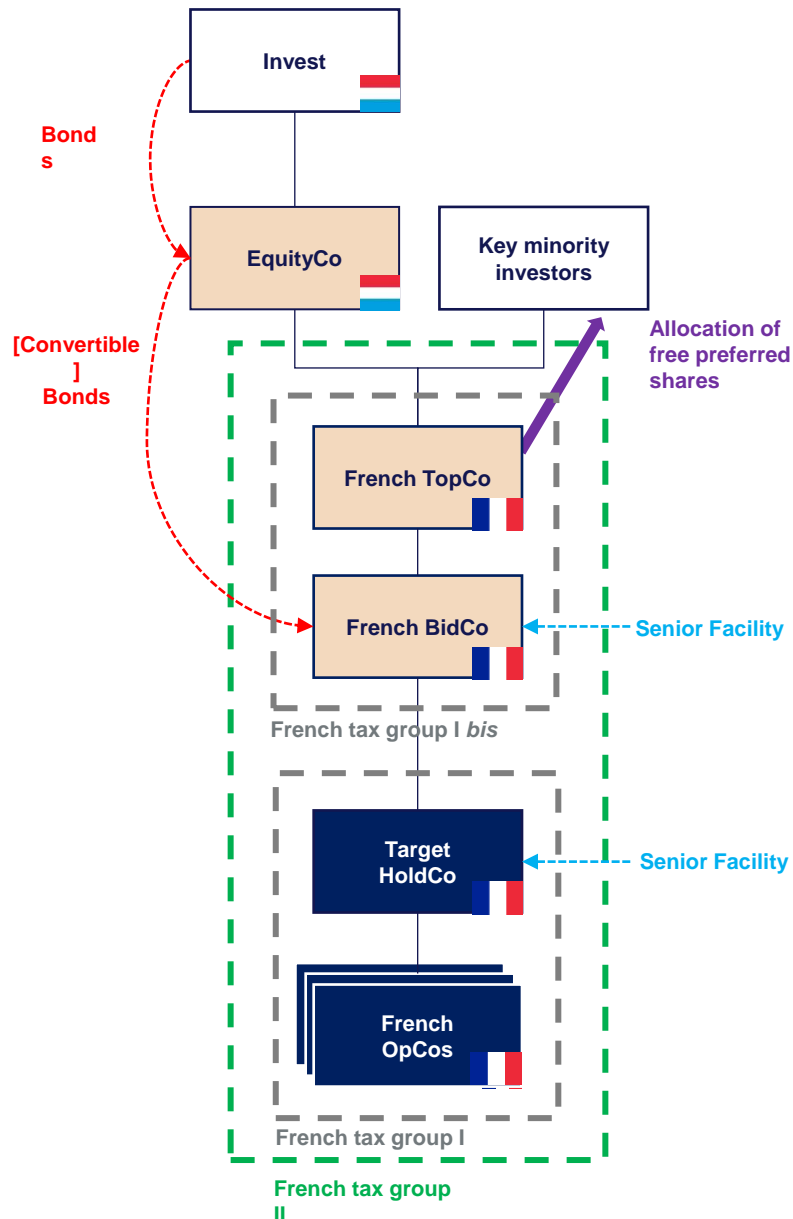 Invest
Bond
s
EquityCo
Key minority
investors
[Convertible
]
Bonds
Allocation of
free preferred
shares
French TopCo
French BidCo
Senior Facility
French tax group I bis
Target
HoldCo
Senior Facility
French
OpCos
French tax group I
French tax group
II